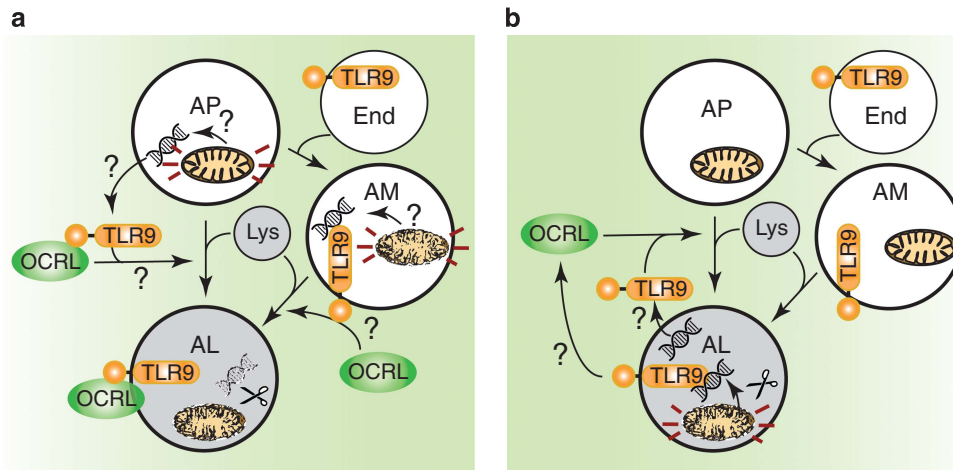 a
TLR9
End
AP
?
?
AM
?
TLR9
OCRL
?
Lys
TLR9
?
AL
TLR9
OCRL
OCRL
b
TLR9
End
AP
AM
OCRL
Lys
TLR9
TLR9
?
?
AL
TLR9